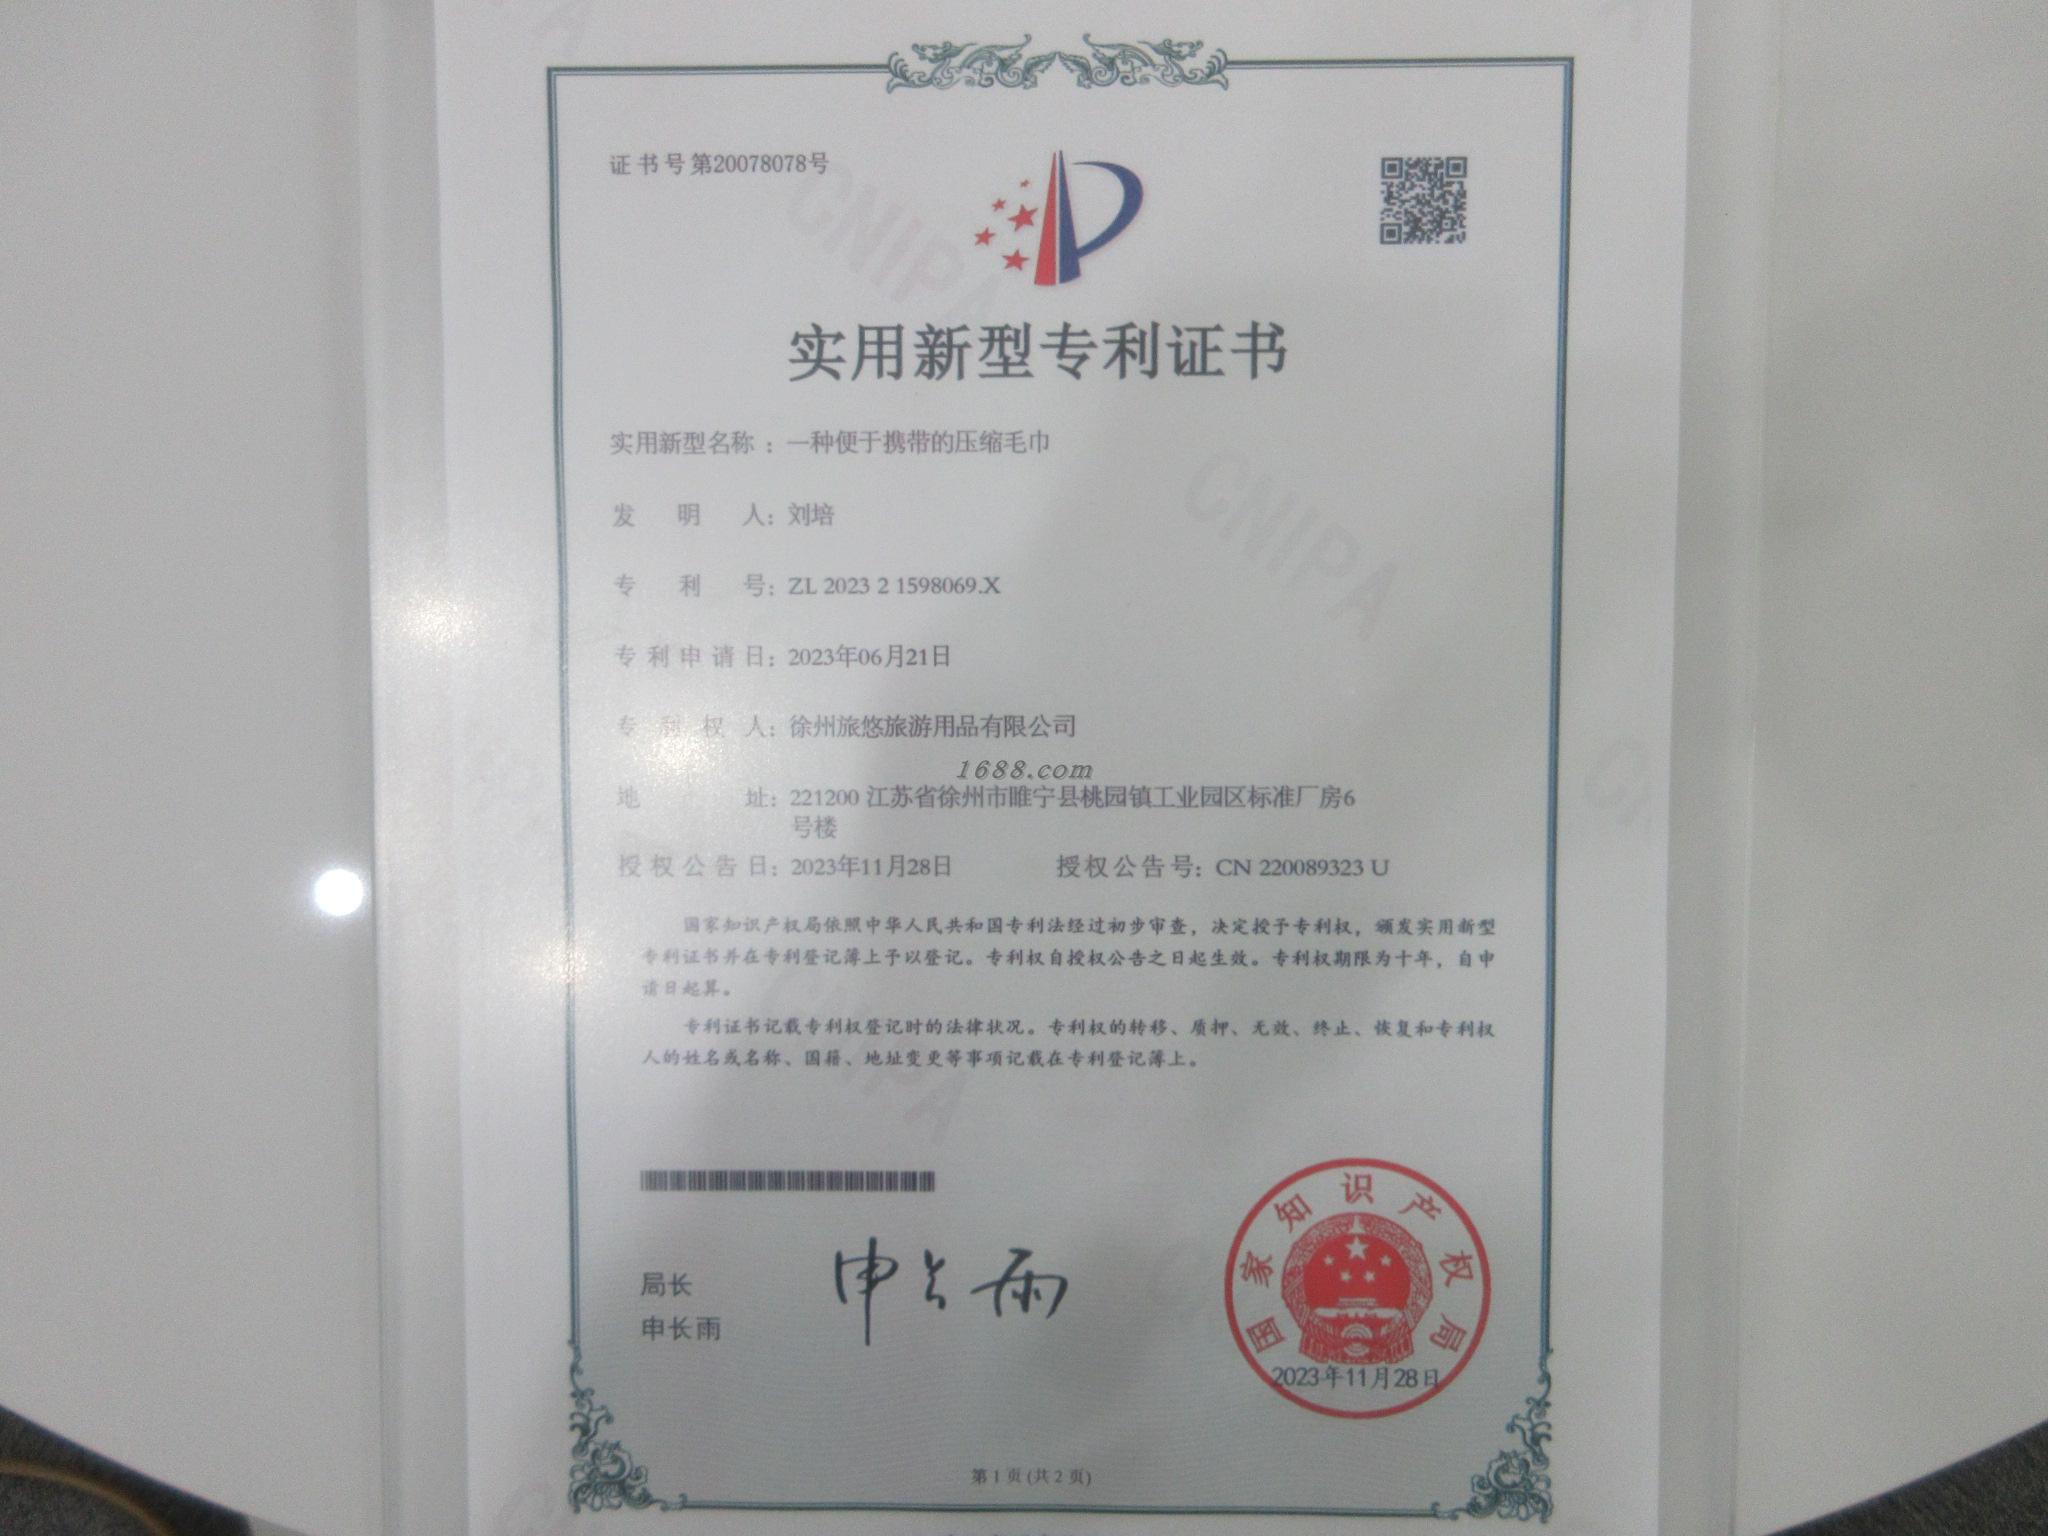 证书号第20078078号
实用新型专利证书
实用新型名称：一种便于携带的压缩毛巾
发明人：刘培
专利号：ZL 2023 2 1598069.X
专利申请日：2023年06月21日
专利权人：徐州旅悠旅游用品有限公司
1688.com
地址：221200 江苏省徐州市睢宁县桃园镇工业园区标准厂房6
号楼
授权公告日：2023年11月28日 授权公告号：CN 220089323 U
国家知识产权局依照中华人民共和国专利法经过初步审查，决定授予专利权，颁发实用新型
专利证书并在专利登记簿上予以登记。专利权自授权公告之日起生效。专利权期限为十年，自申
请日起算。
专利证书记载专利权登记时的法律状况。专利权的转移、质押、无效、终止、恢复和专利权
人的姓名或名称、国籍、地址变更等事项记载在专利登记簿上。
局长
申长雨
申长雨
国家知识产权局
2023年11月28日
第 1 页 (共 2 页)
CNIPA
CNIPA
CNIPA